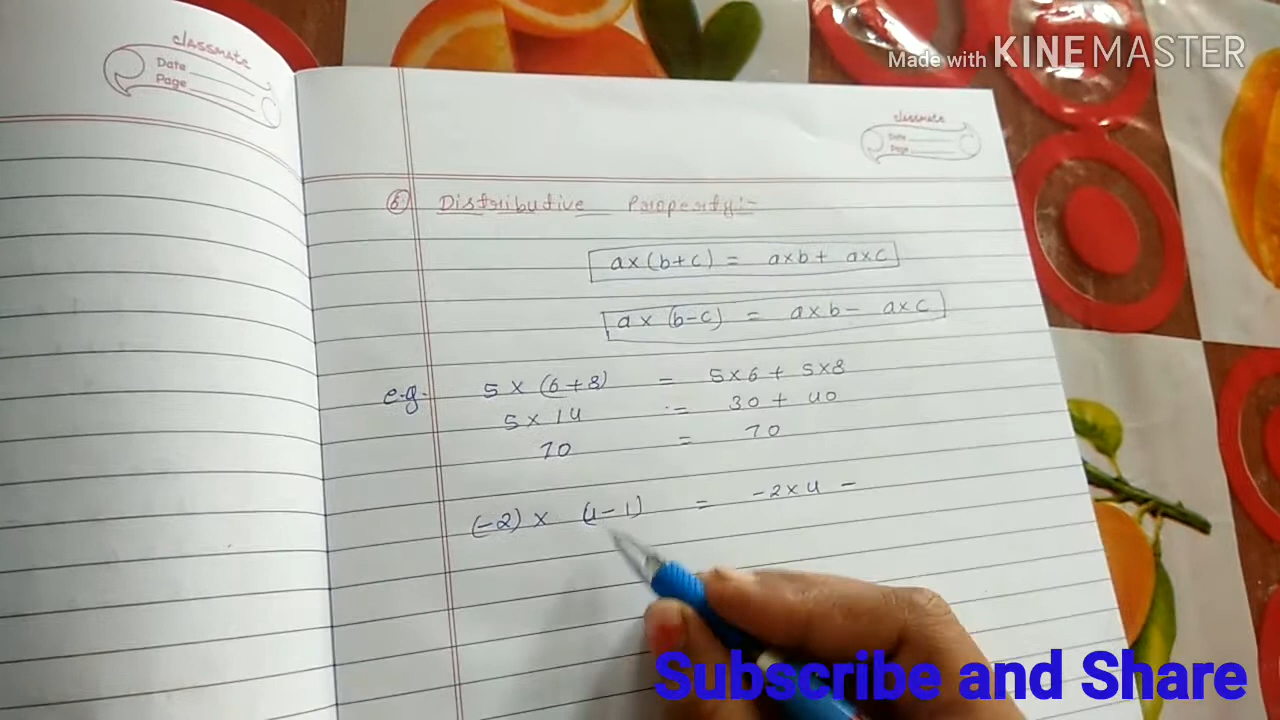 classmate
Date
Page
Made with KINEMASTER
classmate
Date
Page
6 Distributive Property:-
a×(b+c) = a×b+ a×c
a×(b-c) = a×b- a×c
e.g. 5 × (6+8) = 5×6 + 5×8
5 × 14 = 30 + 40
70 = 70
(-2) × (4-1) = -2×4 -
Subscribe and Share